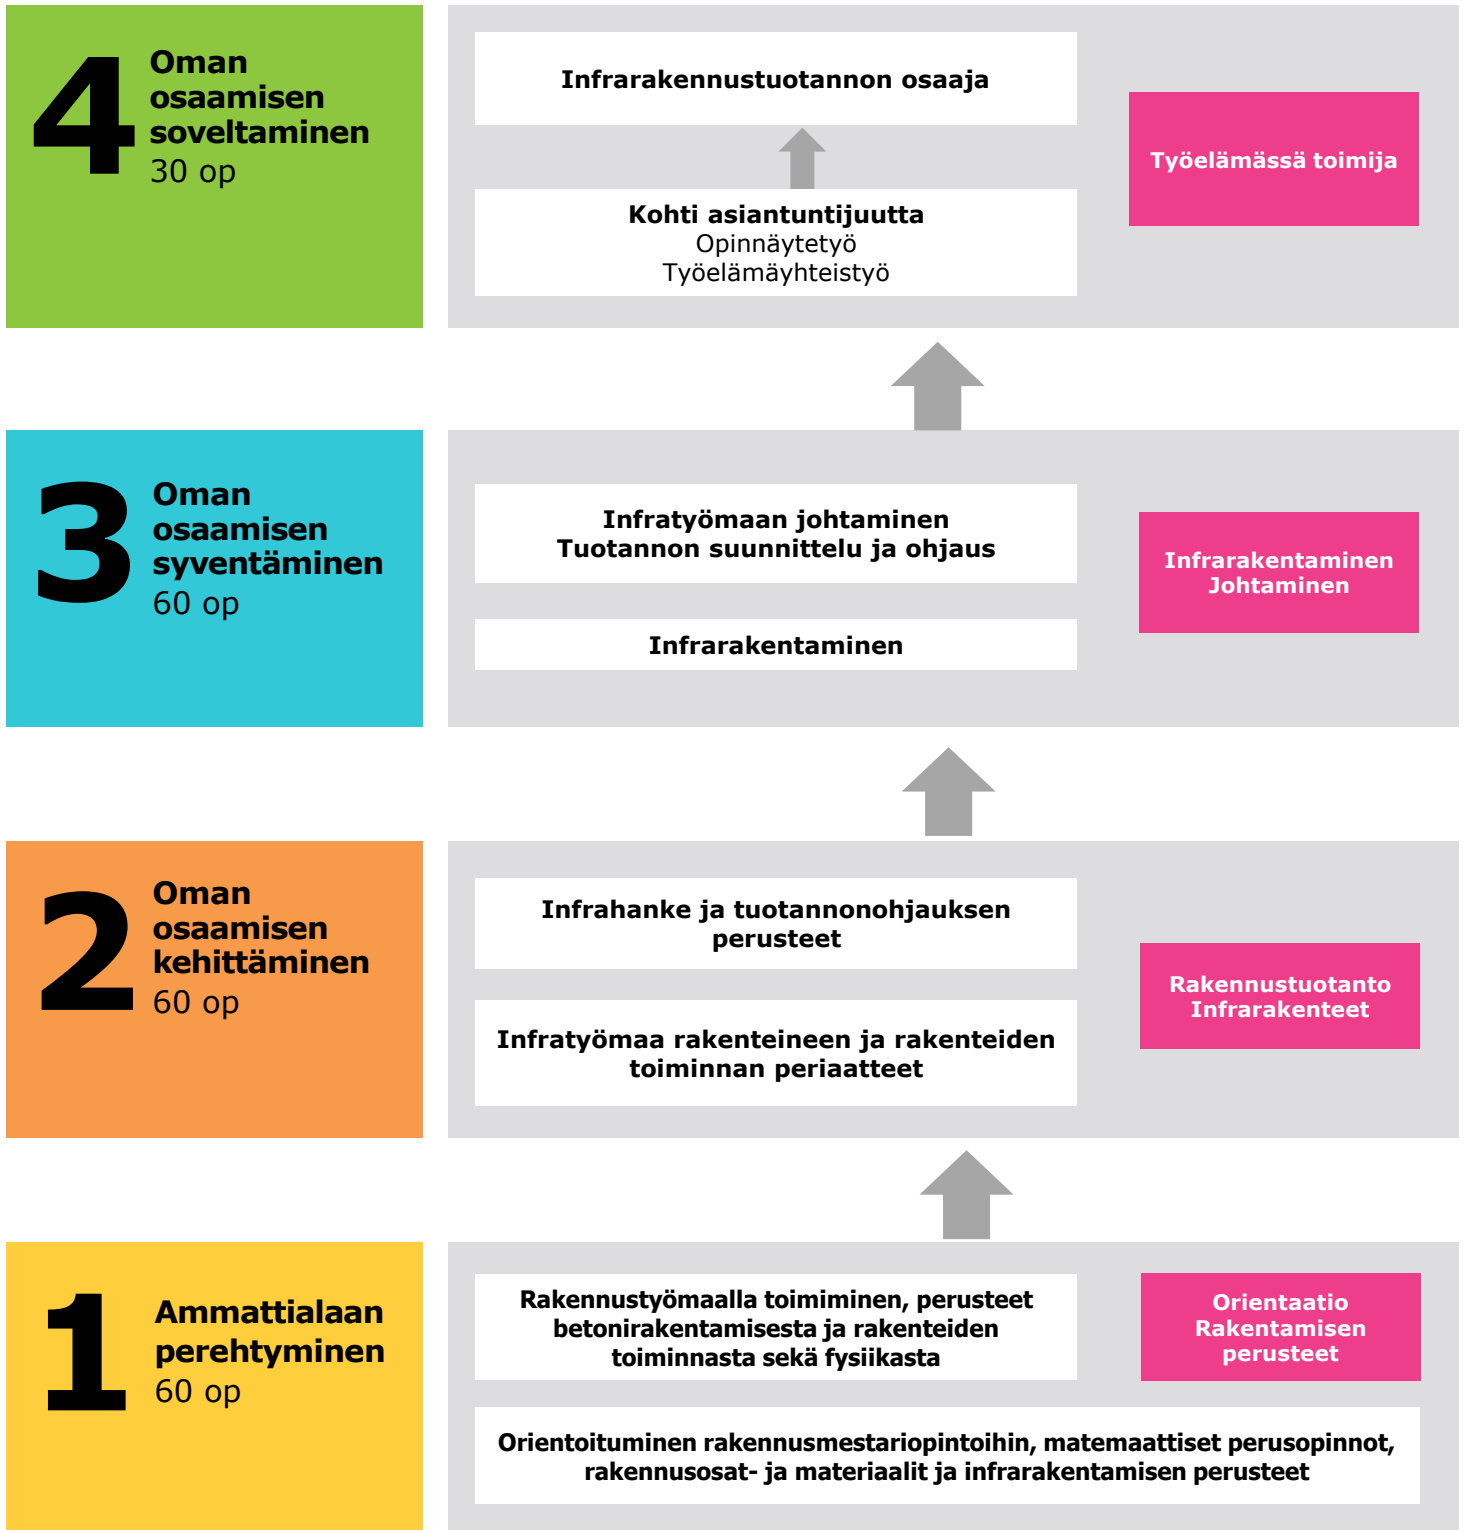 4
Oman
osaamisen
soveltaminen
30 op
Infrarakennustuotannon osaaja
Kohti asiantuntijuutta
Opinnäytetyö
Työelämäyhteistyö
Työelämässä toimija
3
Oman
osaamisen
syventäminen
60 op
Infratyömaan johtaminen
Tuotannon suunnittelu ja ohjaus
Infrarakentaminen
Infrarakentaminen
Johtaminen
2
Oman
osaamisen
kehittäminen
60 op
Infrahanke ja tuotannonohjauksen
perusteet
Infratyömaa rakenteineen ja rakenteiden
toiminnan periaatteet
Rakennustuotanto
Infrarakenteet
1
Ammattialaan
perehtyminen
60 op
Rakennustyömaalla toimiminen, perusteet
betonirakentamisesta ja rakenteiden
toiminnasta sekä fysiikasta
Orientaatio
Rakentamisen
perusteet
Orientoituminen rakennusmestariopintoihin, matemaattiset perusopinnot,
rakennusosat- ja materiaalit ja infrarakentamisen perusteet